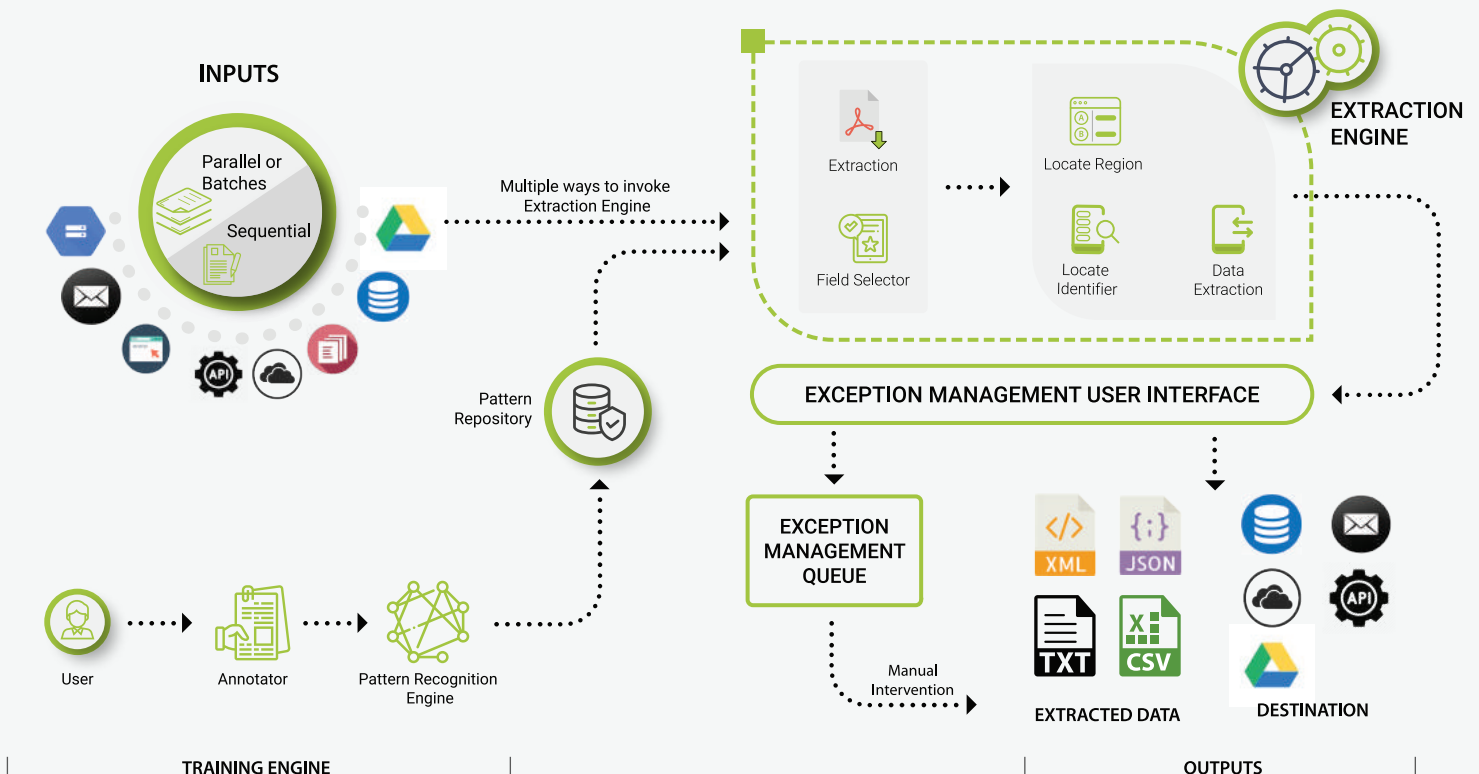 INPUTS
Parallel or
Batches
Sequential
API
Multiple ways to invoke
Extraction Engine
Pattern
Repository
User
Annotator
Pattern Recognition
Engine
TRAINING ENGINE
EXTRACTION
ENGINE
Extraction
Field Selector
A
B
Locate Region
Locate
Identifier
Data
Extraction
EXCEPTION MANAGEMENT USER INTERFACE
EXCEPTION
MANAGEMENT
QUEUE
Manual
Intervention
</>
XML
{;}
JSON
TXT
X
CSV
EXTRACTED DATA
API
DESTINATION
OUTPUTS